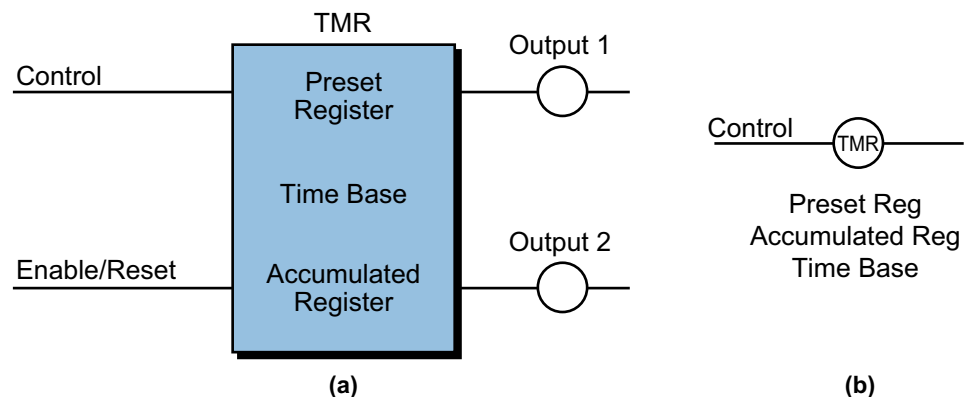 TMR
Control
Preset
Register
Output 1
Time Base
Enable/Reset
Accumulated
Register
Output 2
(a)
Control
TMR
Preset Reg
Accumulated Reg
Time Base
(b)